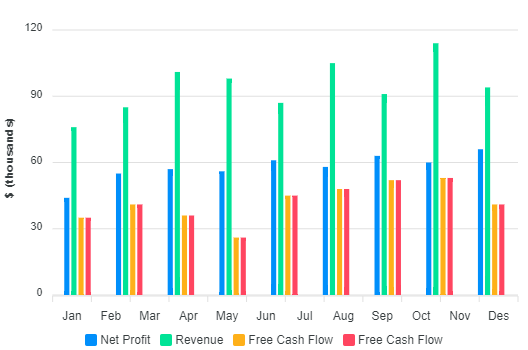 120
90
60
30
0
$ (thousands)
Jan Feb Mar Apr May Jun Jul Aug Sep Oct Nov Des
Net Profit Revenue Free Cash Flow Free Cash Flow